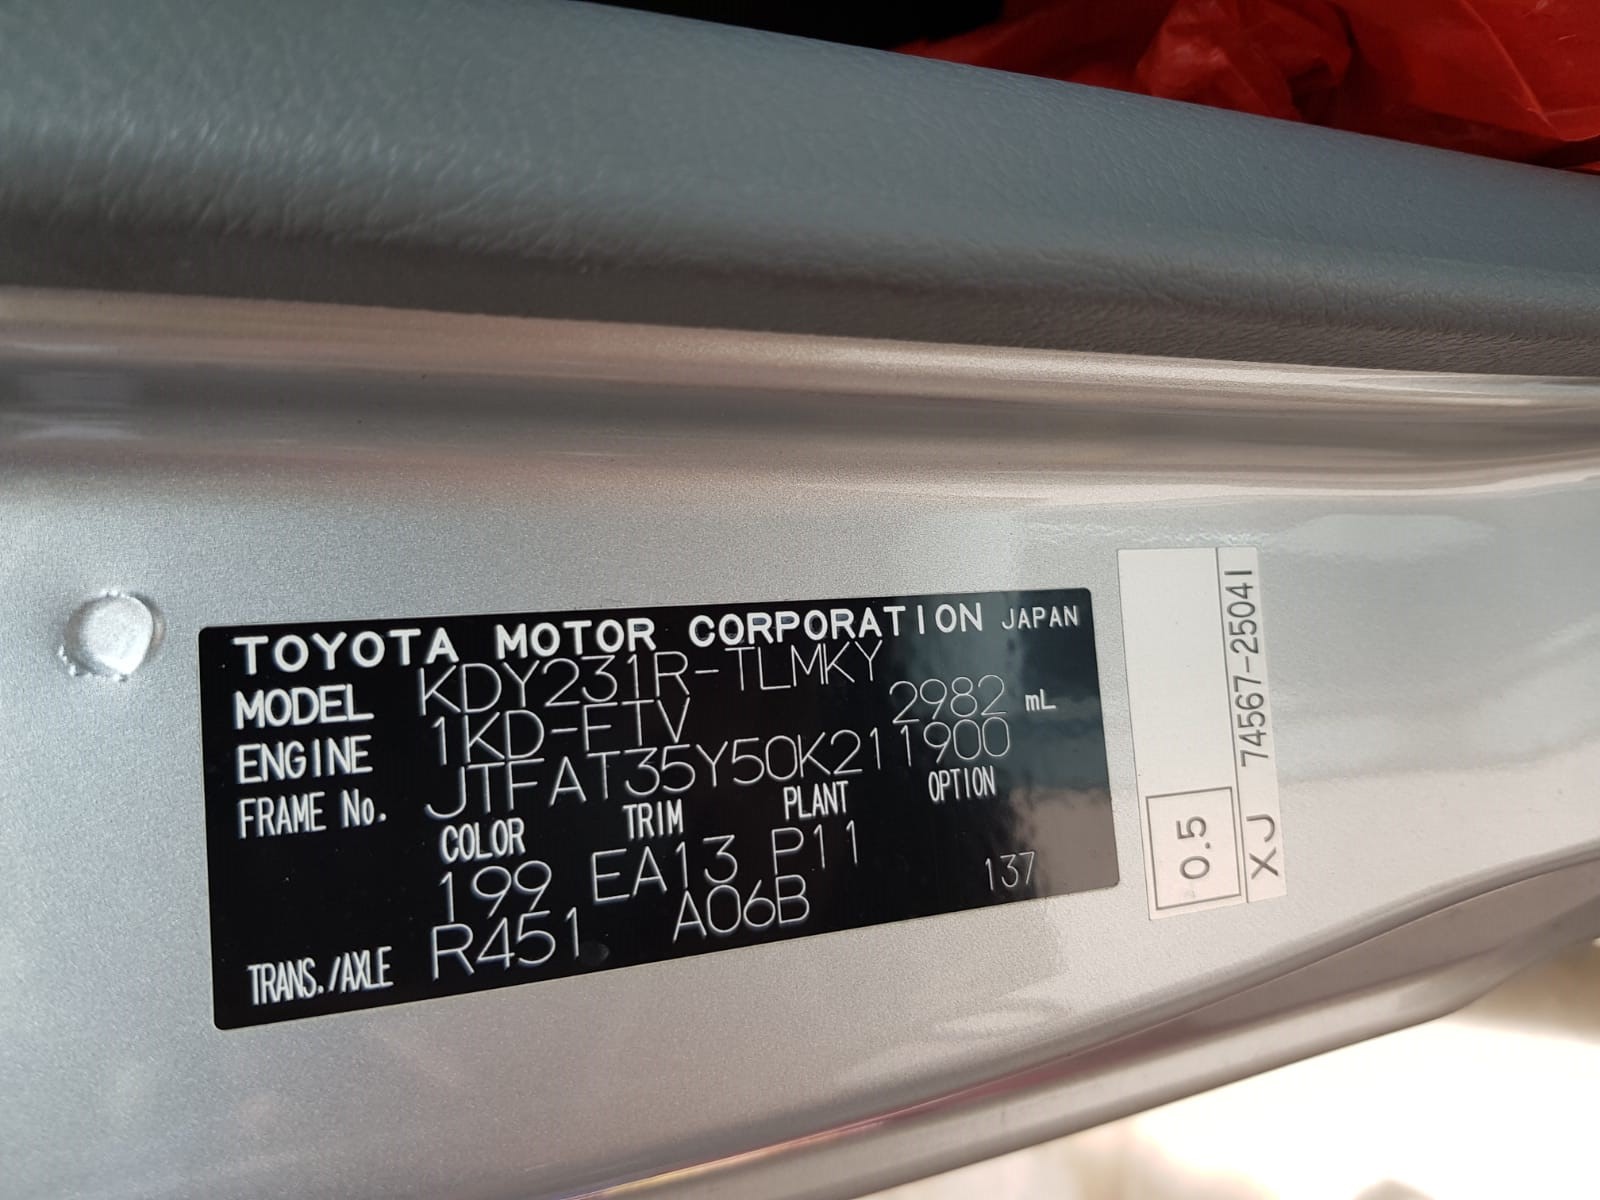 TOYOTA MOTOR CORPORATION JAPAN
MODEL KDY231R-TLMKY
ENGINE 1KD-FTV 2982 mL
FRAME No. JTFAT35Y50K211900
COLOR TRIM PLANT OPTION
199 EA13 P11
TRANS./AXLE R451 A06B 137
0.5
XJ 74567-25041